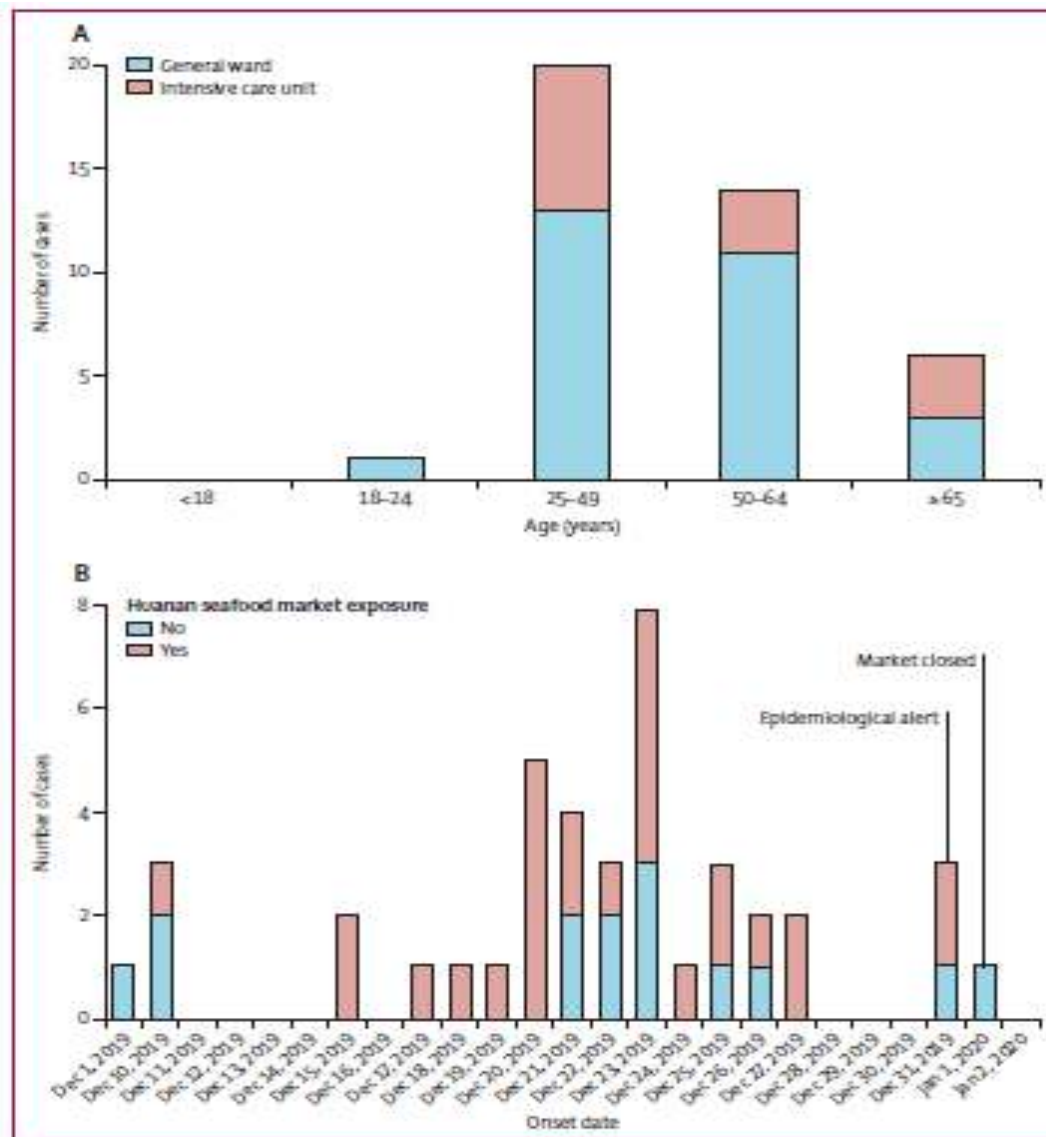 A
20
General ward
Intensive care unit
15
10
5
0
Number of cases
<18
18–24
25–49
50–64
≥65
Age (years)
B
8
Huanan seafood market exposure
No
Yes
Market closed
Epidemiological alert
6
4
2
0
Number of cases
Dec 1, 2019
Dec 10, 2019
Dec 11, 2019
Dec 12, 2019
Dec 13, 2019
Dec 14, 2019
Dec 15, 2019
Dec 16, 2019
Dec 17, 2019
Dec 18, 2019
Dec 19, 2019
Dec 20, 2019
Dec 21, 2019
Dec 22, 2019
Dec 23, 2019
Dec 24, 2019
Dec 25, 2019
Dec 26, 2019
Dec 27, 2019
Dec 28, 2019
Dec 29, 2019
Dec 30, 2019
Dec 31, 2019
Jan 1, 2020
Jan 2, 2020
Onset date